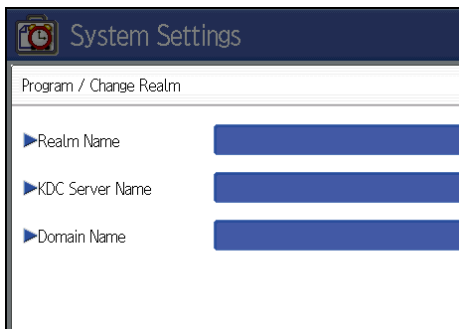 System Settings
Program / Change Realm
Realm Name
KDC Server Name
Domain Name